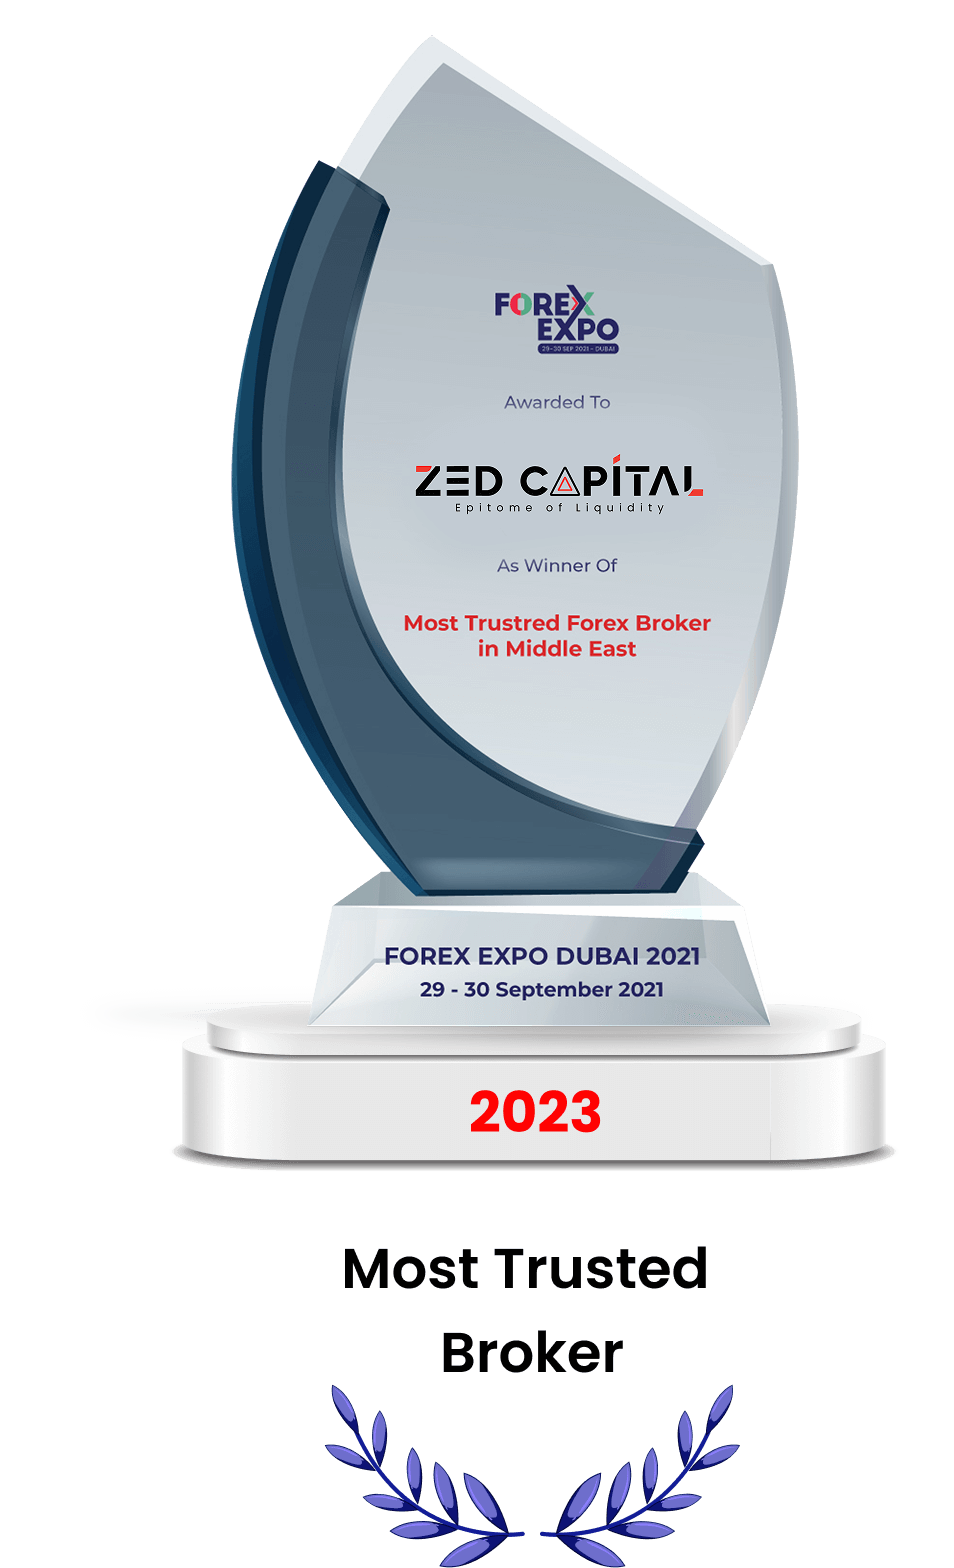 FOREX
EXPO
29-30 SEP 2021 - DUBAI
Awarded To
ZED CAPITAL
Epitome of Liquidity
As Winner Of
Most Trustred Forex Broker
in Middle East
FOREX EXPO DUBAI 2021
29 - 30 September 2021
2023
Most Trusted
Broker